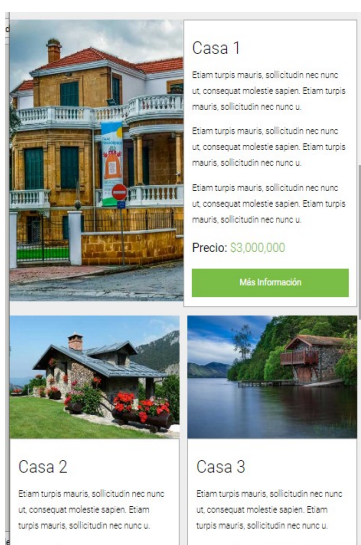 Casa 1
Etiam turpis mauris, sollicitudin nec nunc
ut, consequat molestie sapien. Etiam turpis
mauris, sollicitudin nec nunc u.
Etiam turpis mauris, sollicitudin nec nunc
ut, consequat molestie sapien. Etiam turpis
mauris, sollicitudin nec nunc u.
Etiam turpis mauris, sollicitudin nec nunc
ut, consequat molestie sapien. Etiam turpis
mauris, sollicitudin nec nunc u.
Precio: $3,000,000
Más Información
Casa 2
Etiam turpis mauris, sollicitudin nec nunc
ut, consequat molestie sapien. Etiam
turpis mauris, sollicitudin nec nunc u.
Casa 3
Etiam turpis mauris, sollicitudin nec nunc
ut, consequat molestie sapien. Etiam
turpis mauris, sollicitudin nec nunc u.